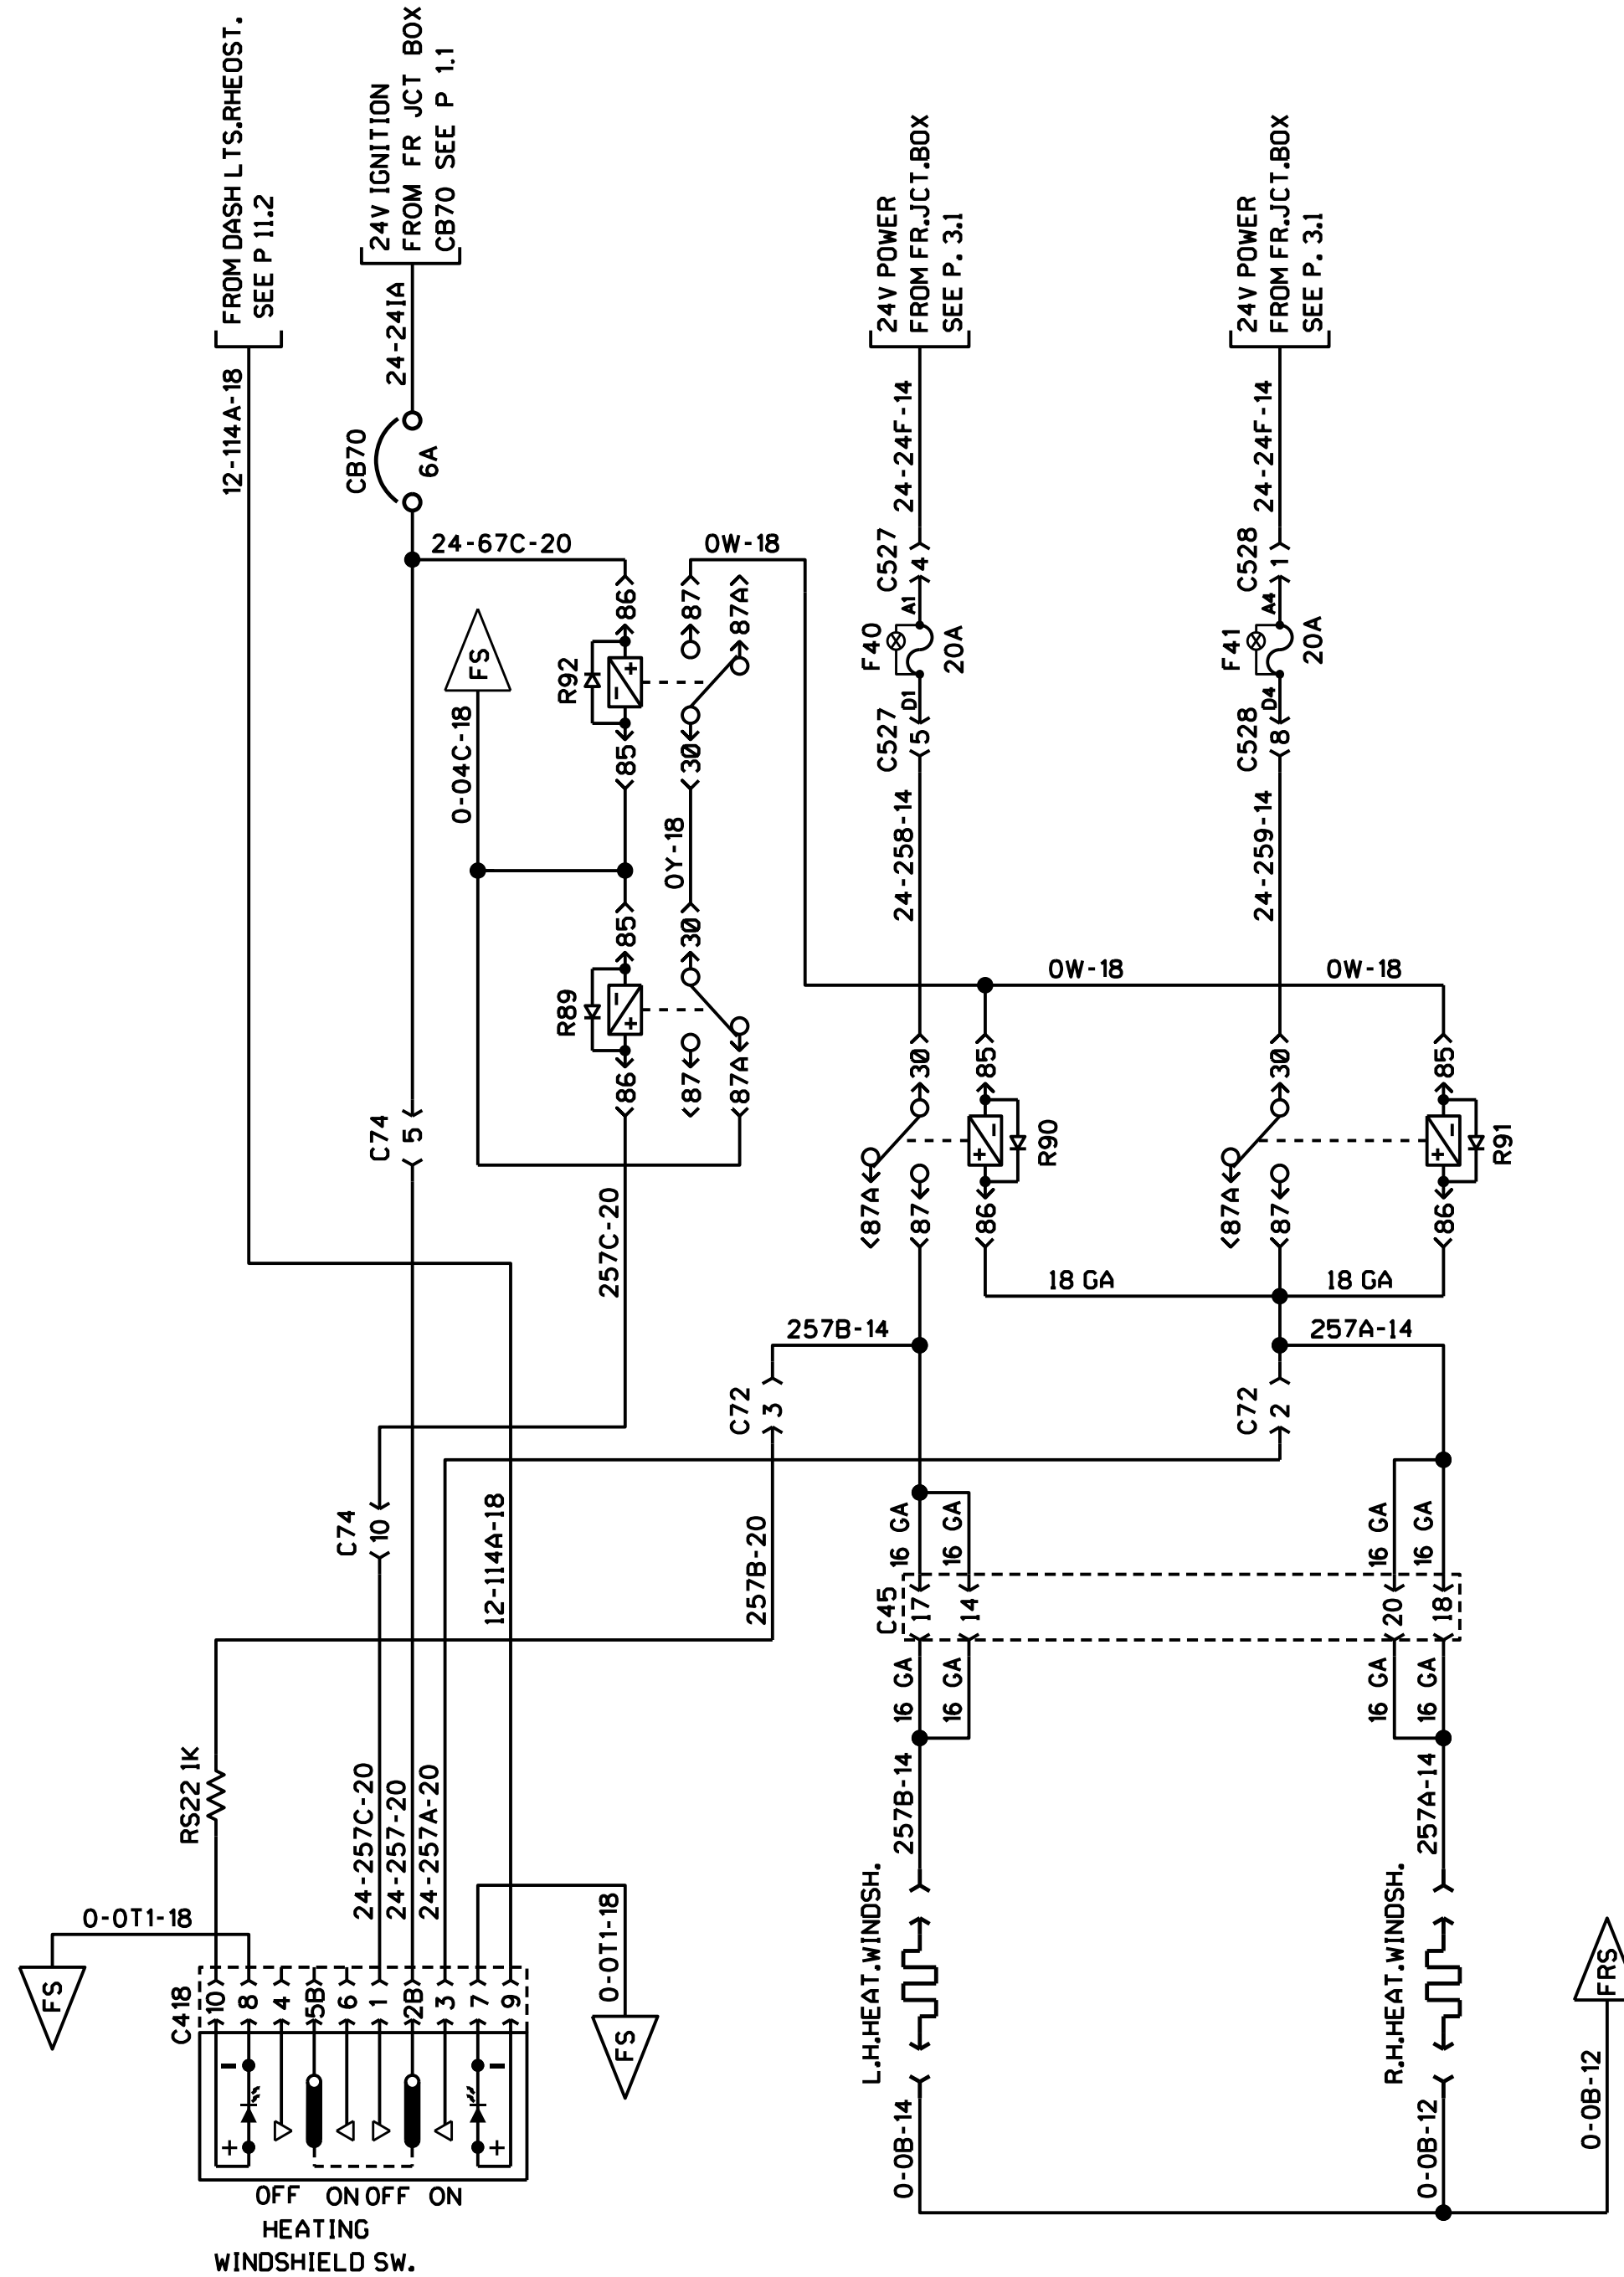 FROM DASH LTS.RHEOST.
SEE P 11.2
24V IGNITION
FROM FR JCT BOX
CB70 SEE P 1.1
24V POWER
FROM FR.JCT.BOX
SEE P. 3.1
24V POWER
FROM FR.JCT.BOX
SEE P. 3.1
12-114A-18
24-241A
CB70
6A
24-67C-20
0W-18
24-24F-14
24-24F-14
C527
4
A1
C528
1
A4
FS
0-04C-18
R92
86
85
87
87A
30
F40
20A
F41
20A
C527
5
D1
C528
8
D4
0Y-18
24-258-14
24-259-14
R89
85
86
30
87
87A
0W-18
0W-18
C74
5
30
85
87A
87
86
R90
30
85
87A
87
86
R91
257C-20
18 GA
18 GA
257B-14
257A-14
C72
3
C72
2
C74
10
12-114A-18
257B-20
16 GA
16 GA
16 GA
16 GA
C45
17
14
20
18
16 GA
16 GA
16 GA
16 GA
RS22 1K
24-257C-20
24-257-20
24-257A-20
257B-14
257A-14
0-0T1-18
0-0T1-18
L.H.HEAT.WINDSH.
R.H.HEAT.WINDSH.
FS
FS
FRS
C418
10
8
4
5B
6
1
2B
3
7
9
-
-
+
+
0-0B-14
0-0B-12
0-0B-12
OFF ON OFF ON
HEATING
WINDSHIELD SW.